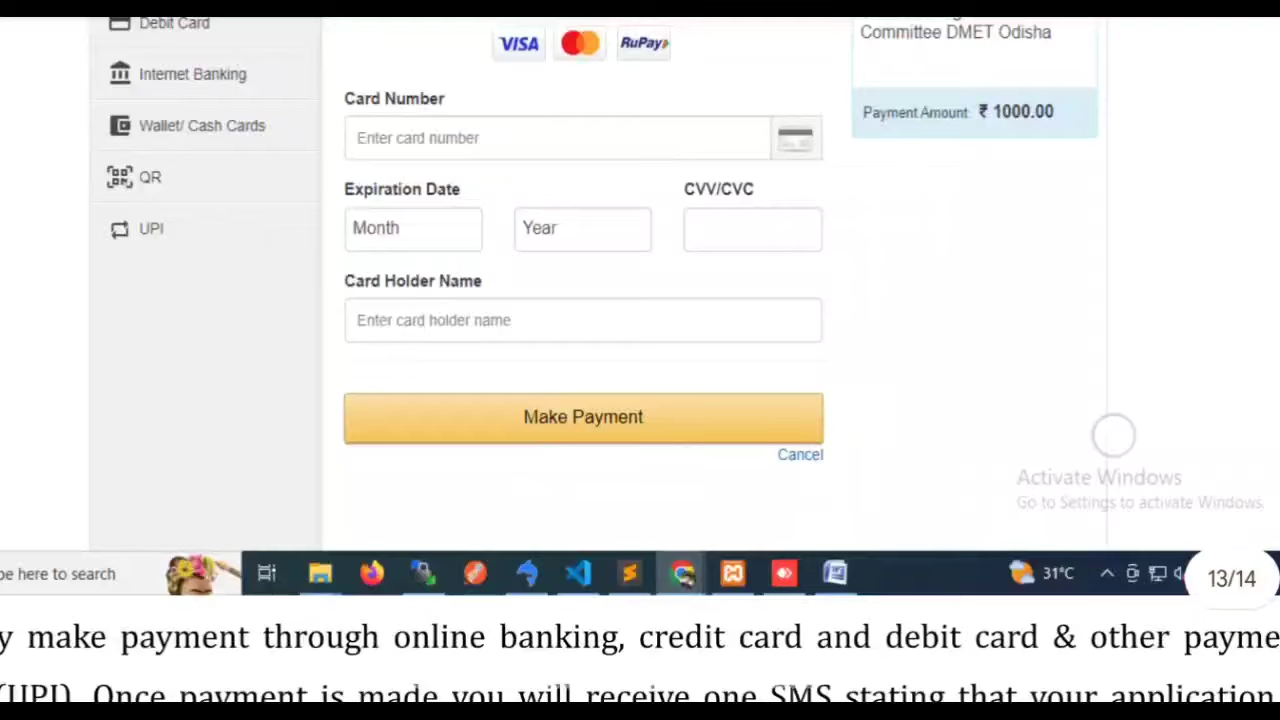 Debit Card
Committee DMET Odisha
VISA
RuPay
Internet Banking
Card Number
Payment Amount: ₹ 1000.00
Wallet/ Cash Cards
Enter card number
QR
Expiration Date
CVV/CVC
UPI
Month
Year
Card Holder Name
Enter card holder name
Make Payment
Cancel
Activate Windows
Go to Settings to activate Windows.
pe here to search
31°C
13/14
y make payment through online banking, credit card and debit card & other payme
(UPI). Once payment is made you will receive one SMS stating that your application